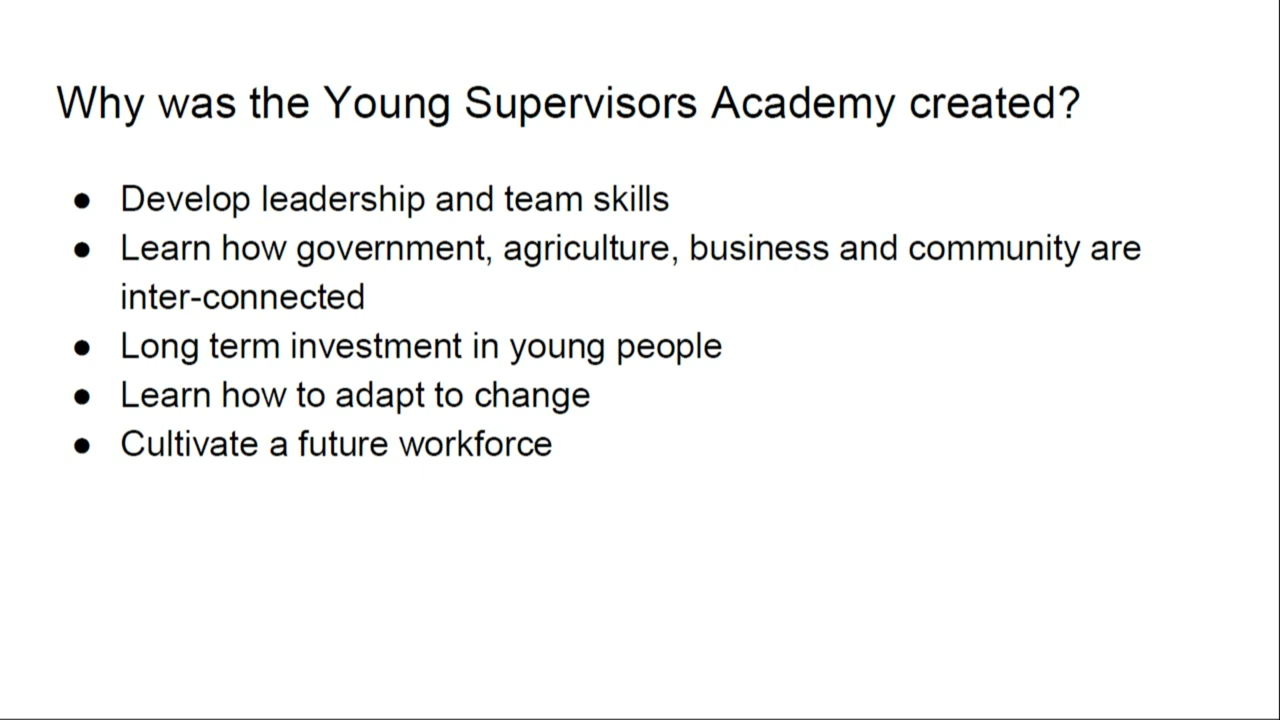 Why was the Young Supervisors Academy created?
● Develop leadership and team skills
● Learn how government, agriculture, business and community are
inter-connected
● Long term investment in young people
● Learn how to adapt to change
● Cultivate a future workforce